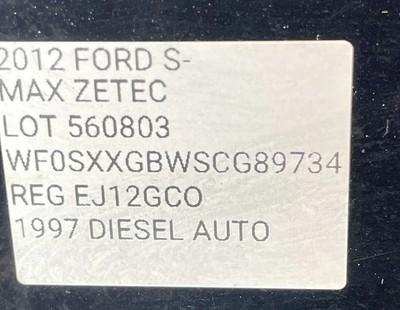 2012 FORD S-
MAX ZETEC
LOT 560803
WF0SXXGBWSCG89734
REG EJ12GCO
1997 DIESEL AUTO